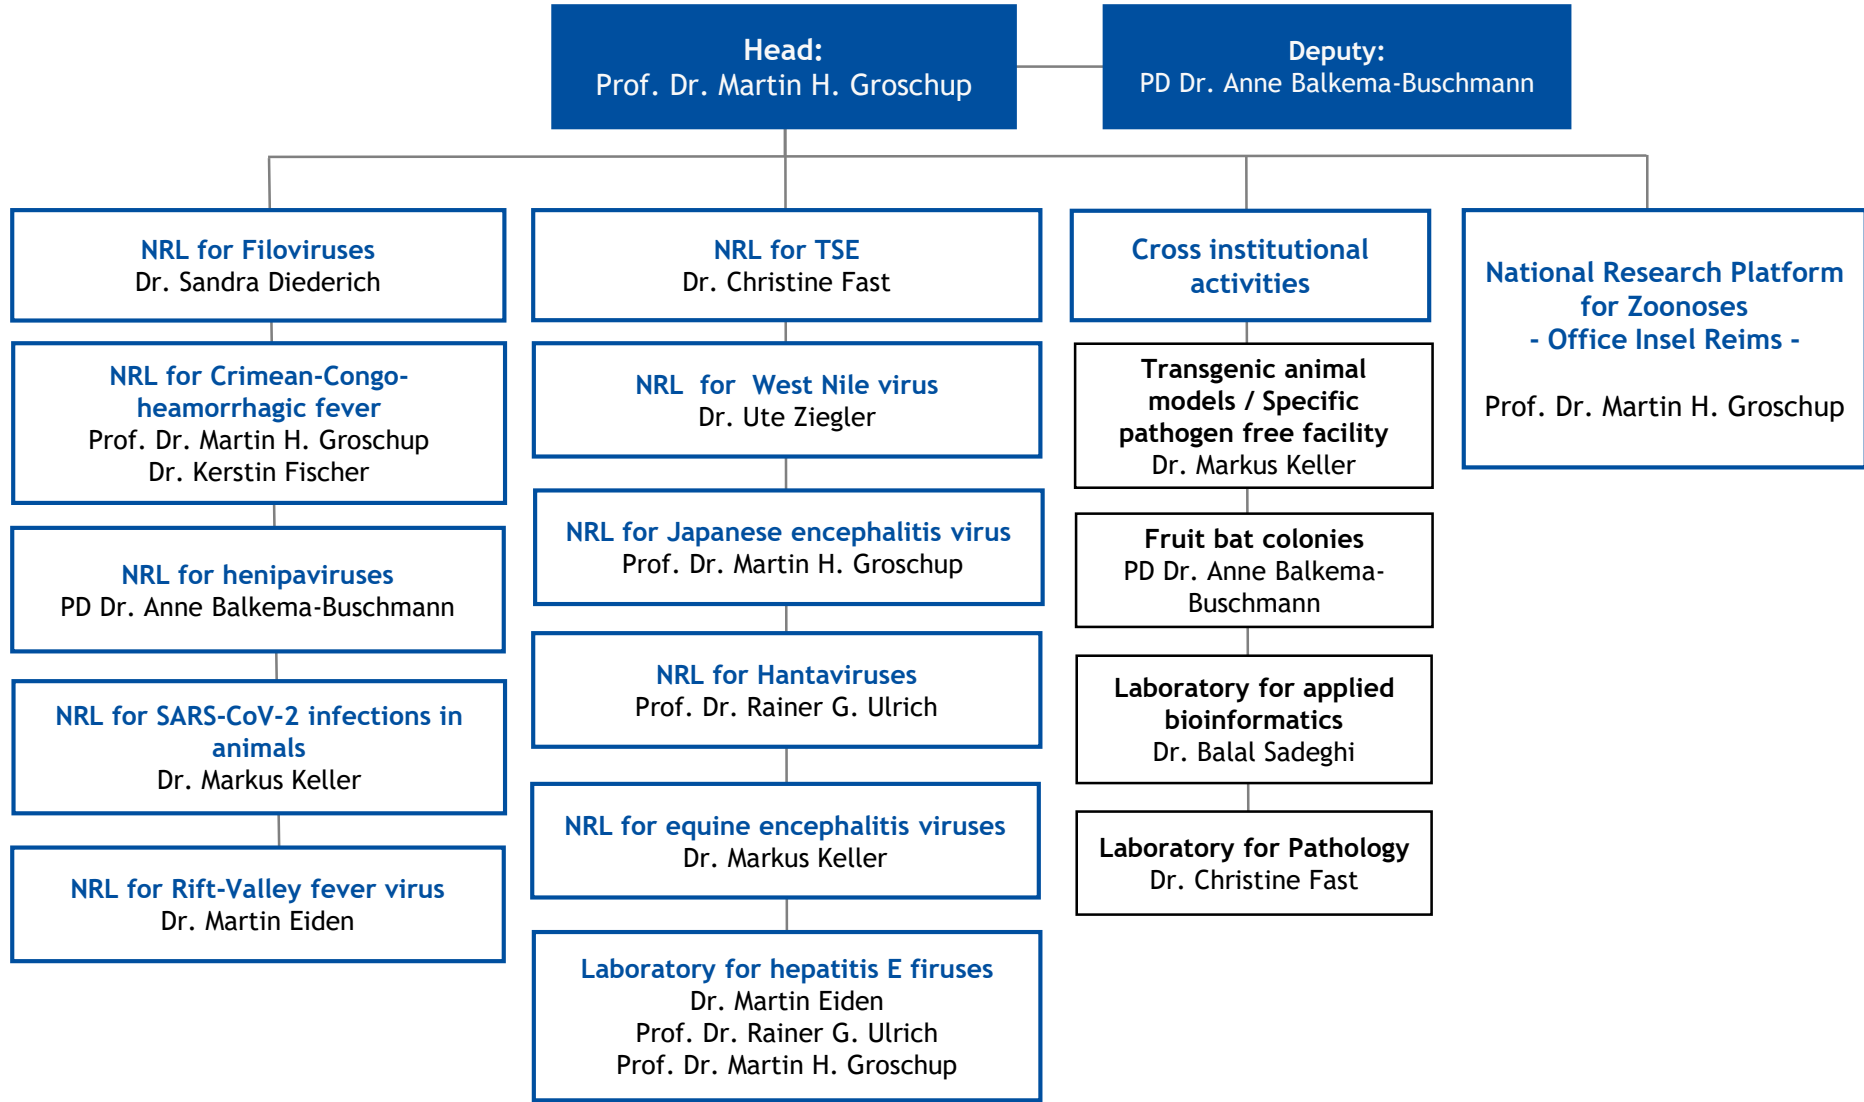 Head:
Prof. Dr. Martin H. Groschup
Deputy:
PD Dr. Anne Balkema-Buschmann
NRL for Filoviruses
Dr. Sandra Diederich
NRL for Crimean-Congo-
heamorrhagic fever
Prof. Dr. Martin H. Groschup
Dr. Kerstin Fischer
NRL for henipaviruses
PD Dr. Anne Balkema-Buschmann
NRL for SARS-CoV-2 infections in
animals
Dr. Markus Keller
NRL for Rift-Valley fever virus
Dr. Martin Eiden
NRL for TSE
Dr. Christine Fast
NRL for West Nile virus
Dr. Ute Ziegler
NRL for Japanese encephalitis virus
Prof. Dr. Martin H. Groschup
NRL for Hantaviruses
Prof. Dr. Rainer G. Ulrich
NRL for equine encephalitis viruses
Dr. Markus Keller
Laboratory for hepatitis E firuses
Dr. Martin Eiden
Prof. Dr. Rainer G. Ulrich
Prof. Dr. Martin H. Groschup
Cross institutional
activities
Transgenic animal
models / Specific
pathogen free facility
Dr. Markus Keller
Fruit bat colonies
PD Dr. Anne Balkema-
Buschmann
Laboratory for applied
bioinformatics
Dr. Balal Sadeghi
Laboratory for Pathology
Dr. Christine Fast
National Research Platform
for Zoonoses
- Office Insel Reims -
Prof. Dr. Martin H. Groschup